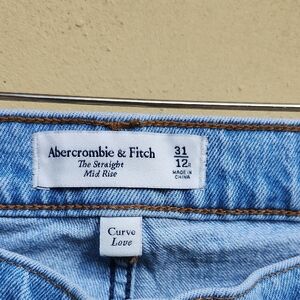 Abercrombie & Fitch
The Straight
Mid Rise
31
12R
MADE IN
CHINA
Curve
Love